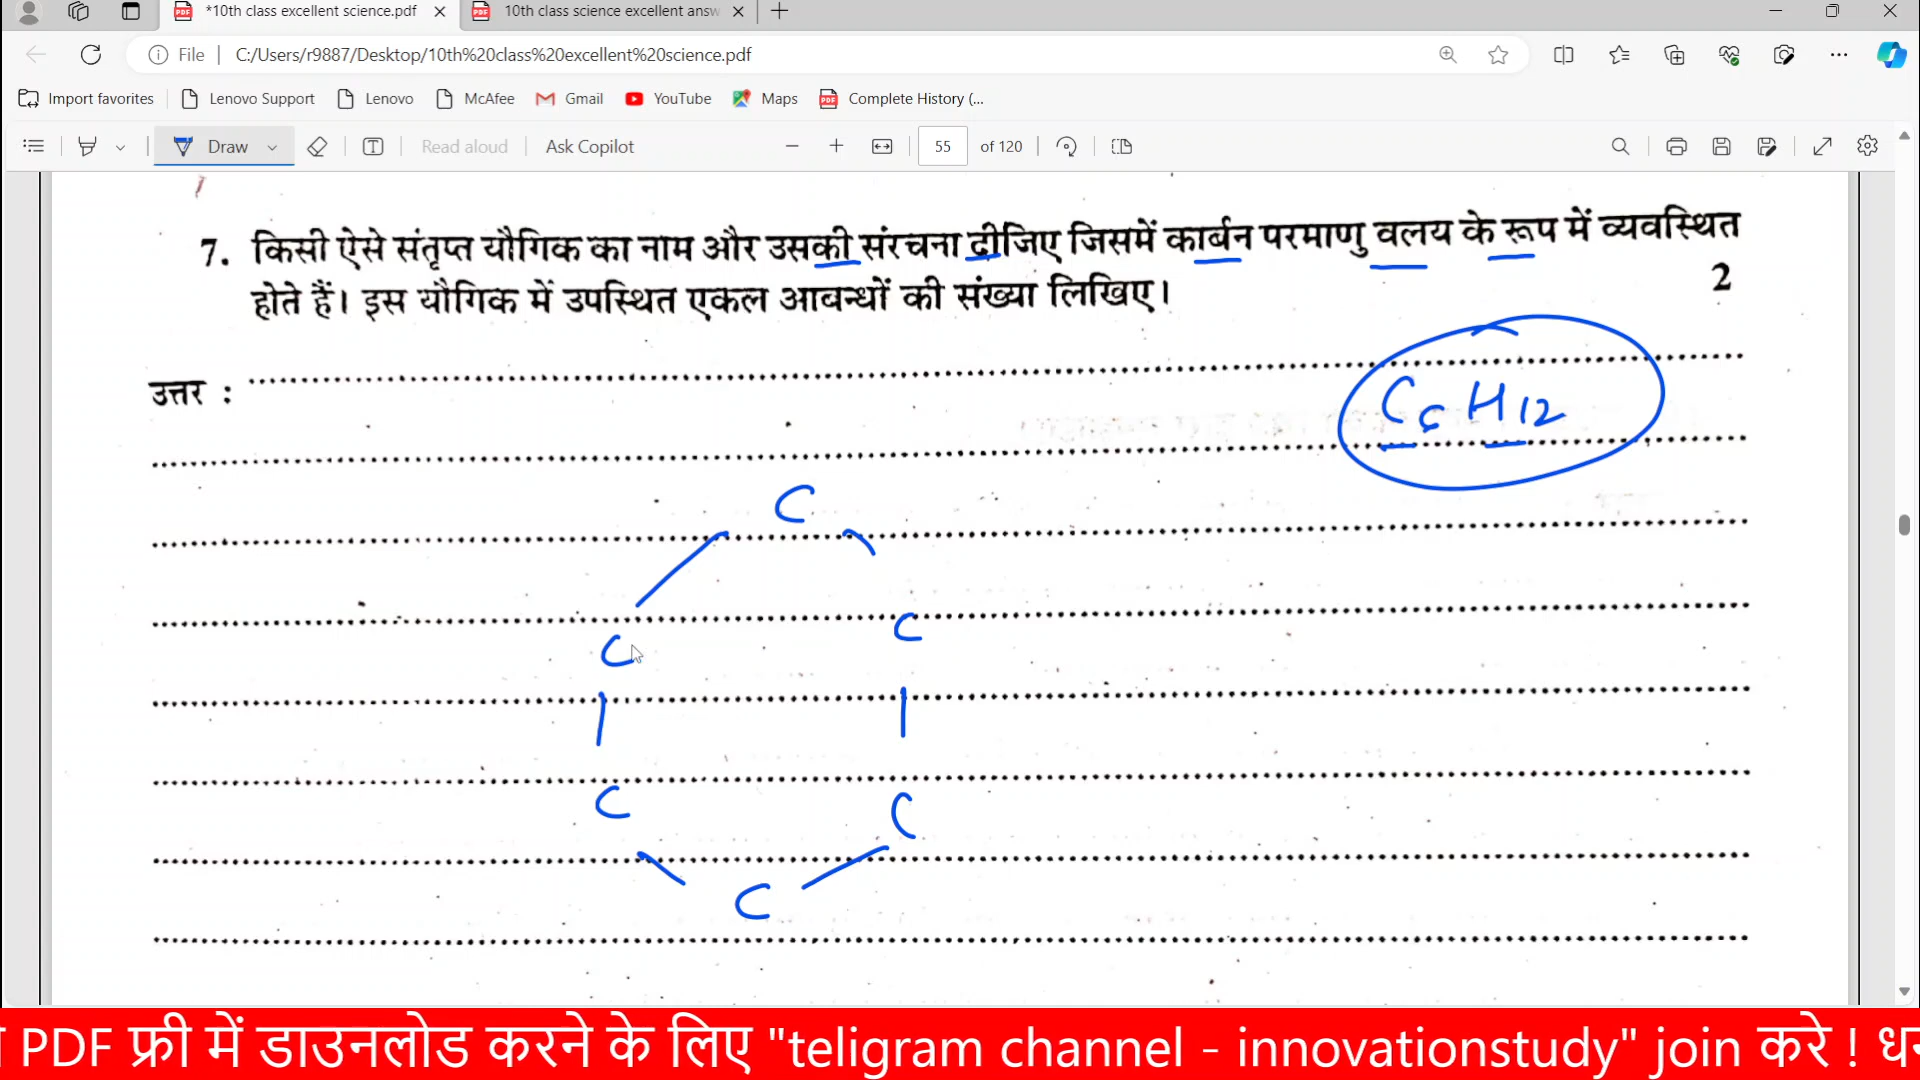 *10th class excellent science.pdf
10th class science excellent answ
File
C:/Users/r9887/Desktop/10th%20class%20excellent%20science.pdf
Import favorites
Lenovo Support
Lenovo
McAfee
Gmail
YouTube
Maps
Complete History (...
Draw
Read aloud
Ask Copilot
55
of 120
7. किसी ऐसे संतृप्त यौगिक का नाम और उसकी संरचना दीजिए जिसमें कार्बन परमाणु वलय के रूप में व्यवस्थित
होते हैं। इस यौगिक में उपस्थित एकल आबन्धों की संख्या लिखिए।
2
उत्तर :
C6 H12
C
C
C
C
C
C
PDF फ्री में डाउनलोड करने के लिए "teligram channel - innovationstudy" join करे !